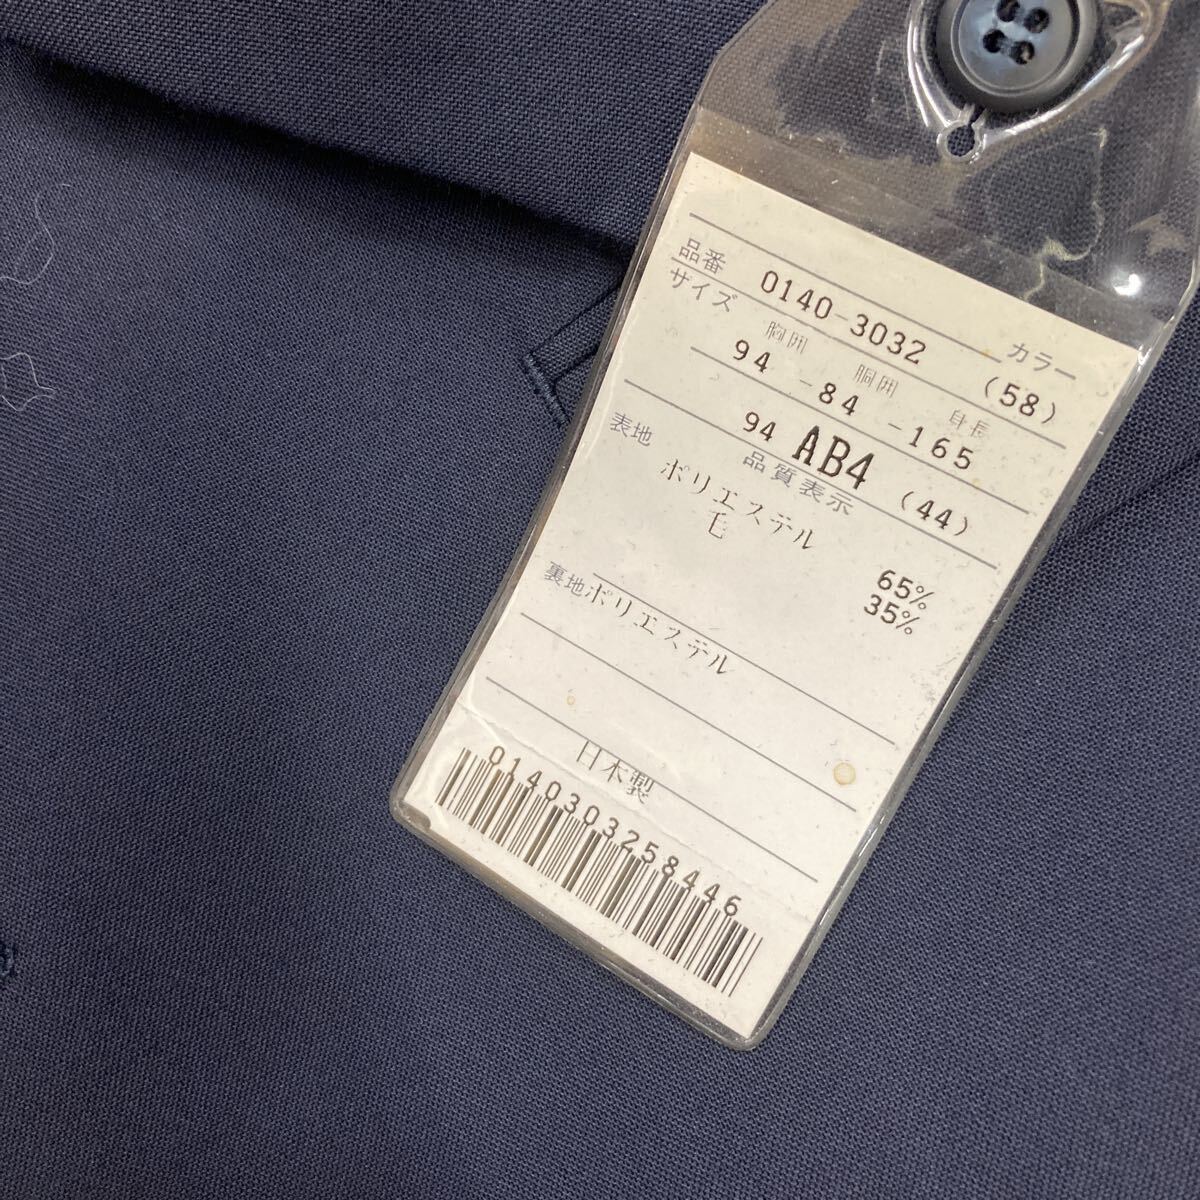 品番 0140-3032 カラー (58)
サイズ 胸囲 胴囲 身長
94 -84 -165
94 AB4 (44)
表地 品質表示
ポリエステル 65%
毛 35%
裏地 ポリエステル
日本製
0140303258446